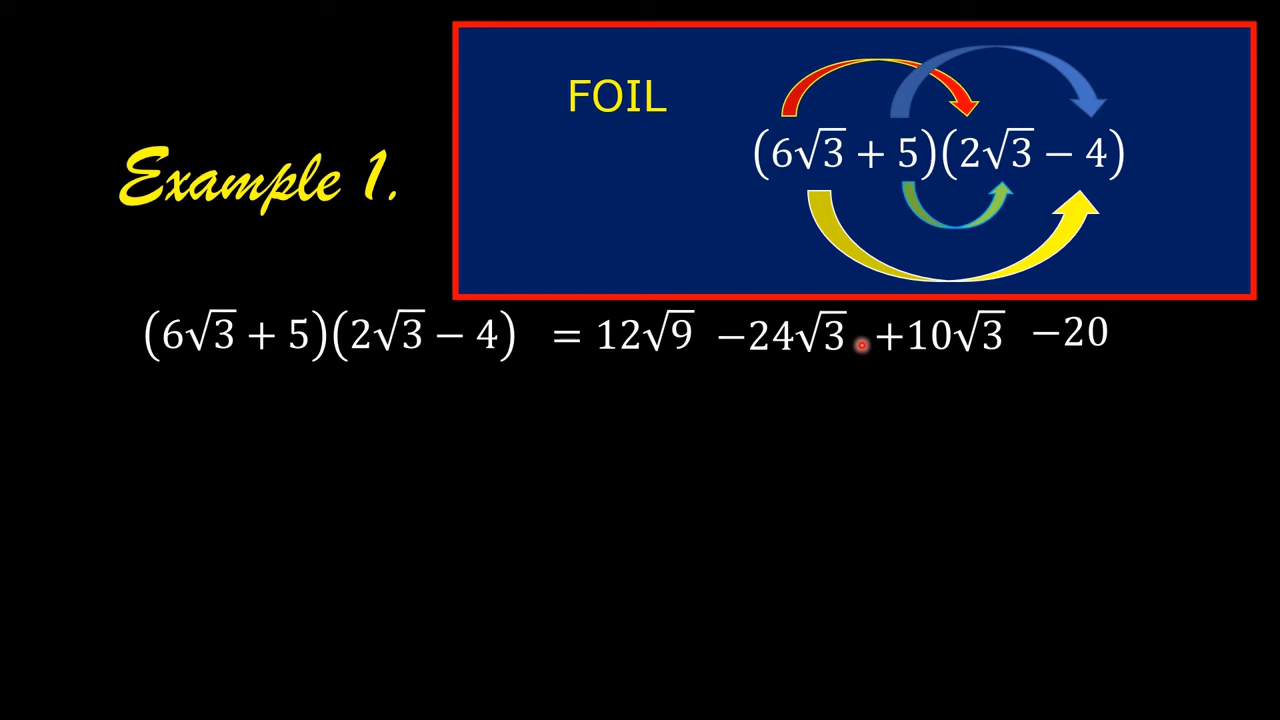 FOIL
(6√3 + 5)(2√3 − 4)
Example 1.
(6√3 + 5)(2√3 − 4) = 12√9 −24√3 +10√3 −20